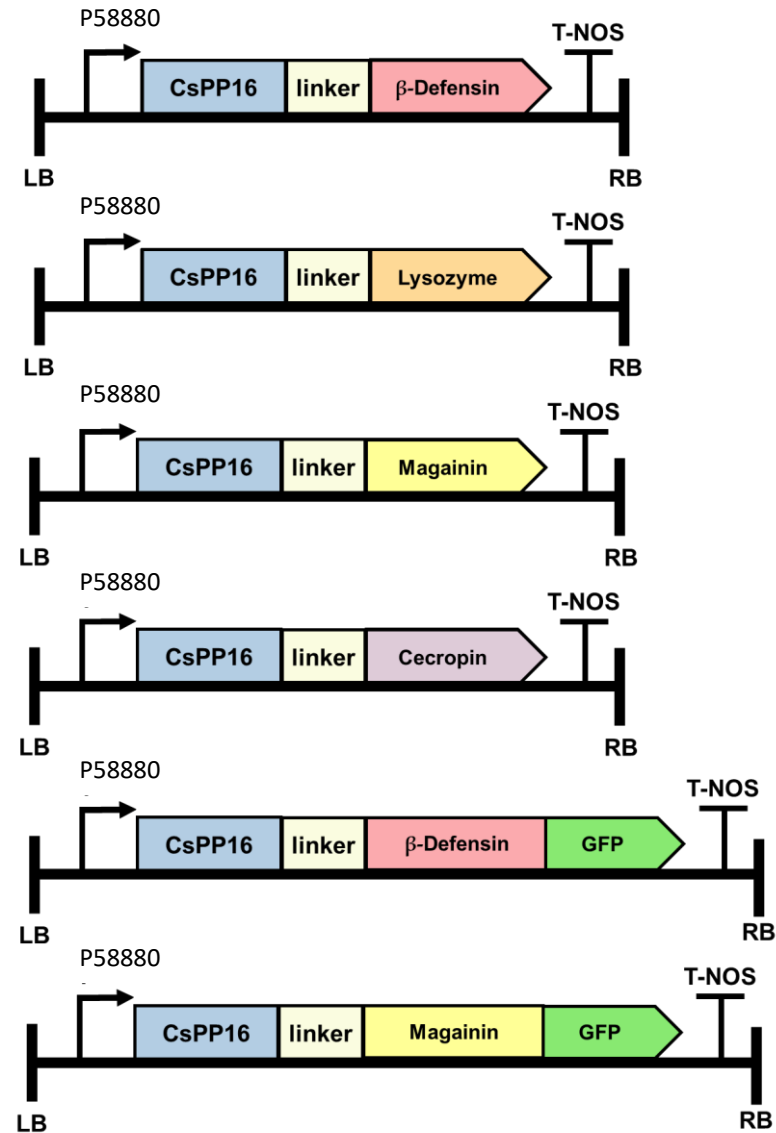 P58880
T-NOS
CsPP16 linker β-Defensin
LB RB
P58880
T-NOS
CsPP16 linker Lysozyme
LB RB
P58880
T-NOS
CsPP16 linker Magainin
LB RB
P58880
T-NOS
CsPP16 linker Cecropin
LB RB
P58880
T-NOS
CsPP16 linker β-Defensin GFP
LB RB
P58880
T-NOS
CsPP16 linker Magainin GFP
LB RB